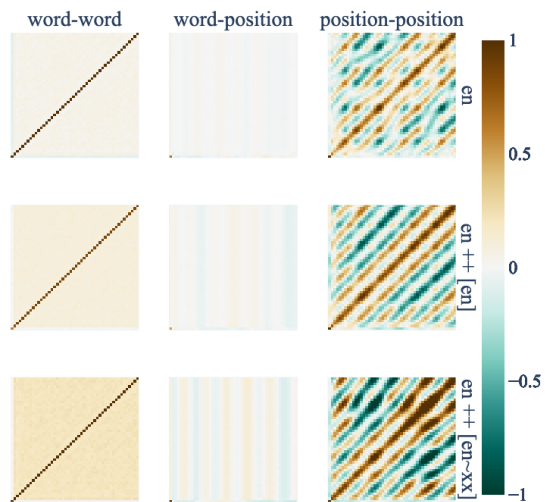 word-word word-position position-position
1
en
0.5
en ++ [en]
0
−0.5
en ++ [en~xx]
−1